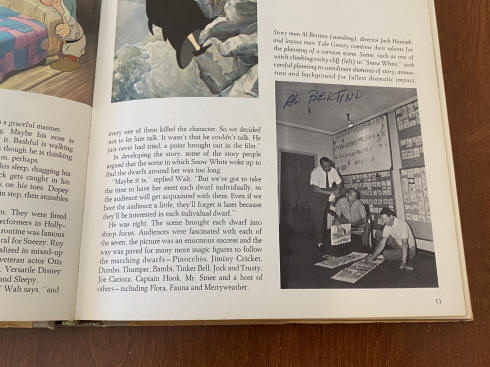 a graceful manner.
ng. Maybe his nose is
it. Bashful is walking
though he is thinking
m, perhaps.
his sleep, dragging his
ck gets caught in his
k on his toes. Dopey
in step, then stumbles
on. They were fitted
performers in Holly-
routine was famous
ral for Sneezy. Roy
ialized in mixed-up
veteran actor Otis
. Versatile Disney
and Sleepy
" Walt says, "and
every one of them killed the character. So we decided
not to let him talk. It wasn't that he couldn't talk. He
just never had tried, a point brought out in the film."
In developing the story, some of the story people
argued that the scene in which Snow White woke up to
find the dwarfs around her was too long.
"Maybe it is," replied Walt. "But we've got to take
the time to have her meet each dwarf individually, so
the audience will get acquainted with them. Even if we
bore the audience a little, they'll forget it later because
they'll be interested in each individual dwarf."
He was right. The scene brought each dwarf into
sharp focus. Audiences were fascinated with each of
the seven, the picture was an enormous success and the
way was paved for many more magic figures to follow
the marching dwarfs—Pinocchio, Jiminy Cricket,
Dumbo, Thumper, Bambi, Tinker Bell, Jock and Trusty,
Joe Carioca, Captain Hook, Mr. Smee and a host of
others—including Flora, Fauna and Merryweather.
Story man Al Bertino (standing), director Jack Hannah
and layout man Yale Gracey combine their talents for
the planning of a cartoon scene. Scene, such as one of
witch climbing rocky cliff (left) in "Snow White," took
careful planning to coordinate elements of story, anima-
tion and background for fullest dramatic impact.
AL BERTINO
53